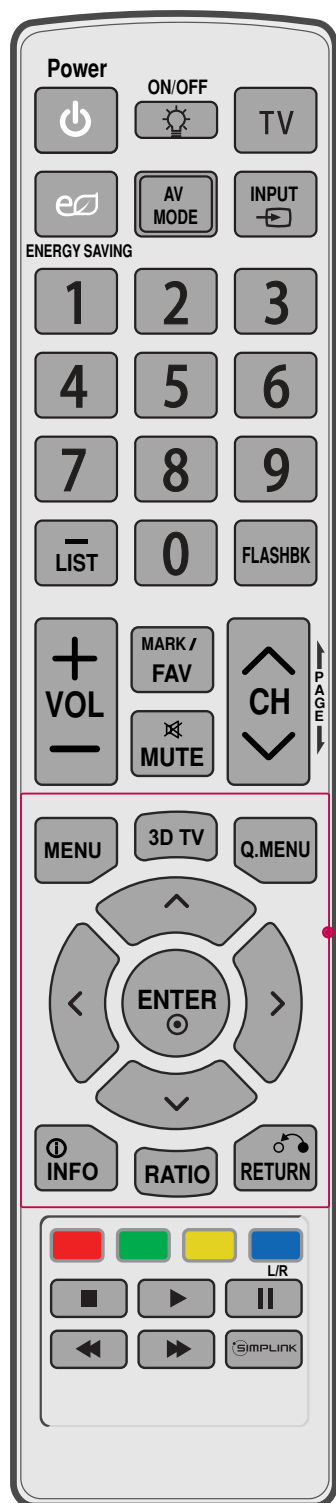 Power
ON/OFF
TV
e
AV
MODE
INPUT
ENERGY SAVING
1 2 3
4 5 6
7 8 9
LIST 0 FLASHBK
+
VOL
-
MARK /
FAV
MUTE
CH
PAGE
MENU
3D TV
Q.MENU
ENTER
INFO
RATIO
RETURN
L/R
SIMPLINK